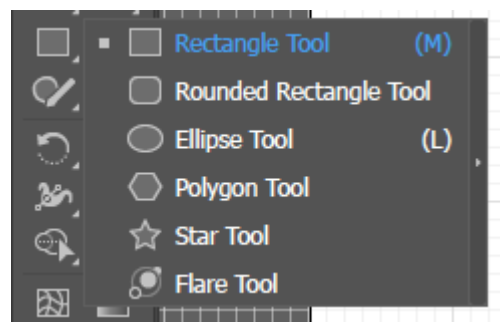 Rectangle Tool (M)
Rounded Rectangle Tool
Ellipse Tool (L)
Polygon Tool
Star Tool
Flare Tool